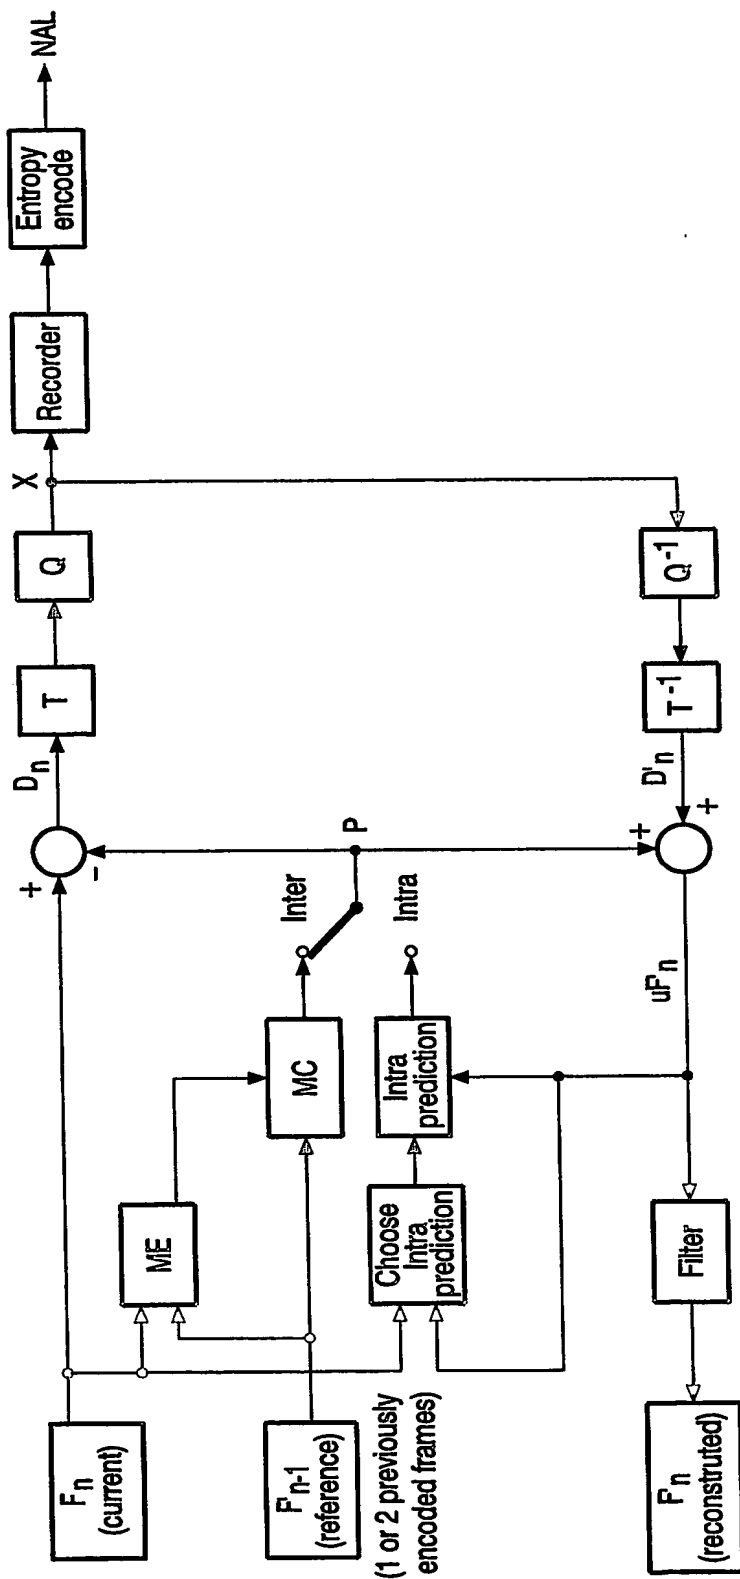 Fn
(current)
F'n-1
(reference)
(1 or 2 previously
encoded frames)
F'n
(reconstruted)
ME
MC
Choose
Intra
prediction
Intra
prediction
Filter
Inter
Intra
P
+
-
Dn
T
Q
X
Recorder
Entropy
encode
NAL
uF'n
+
+
D'n
T-1
Q-1